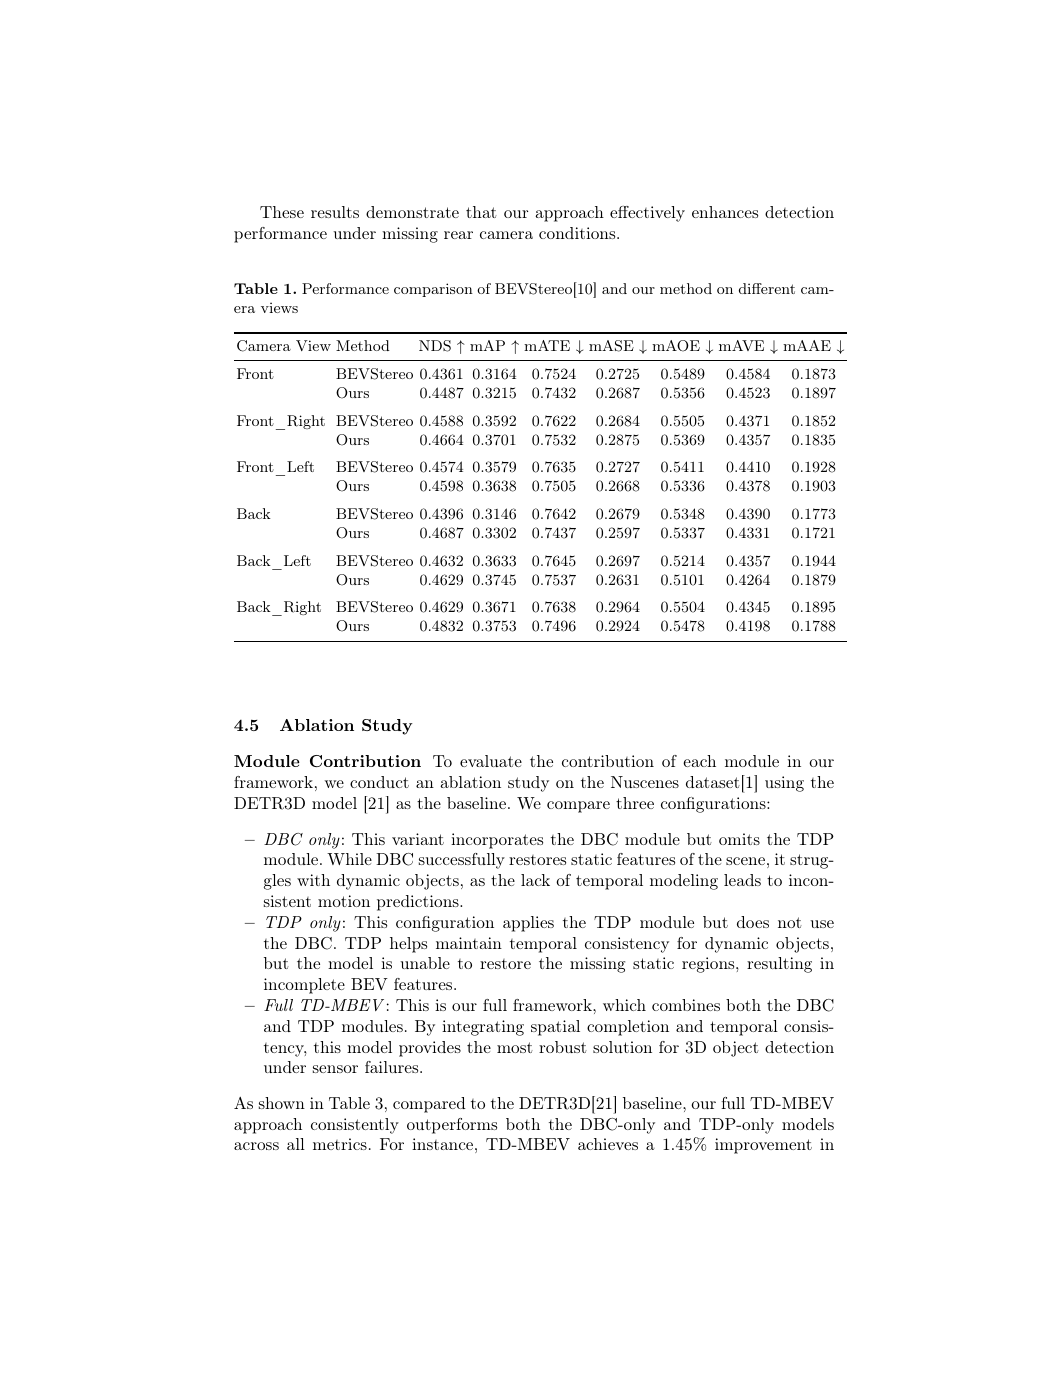 These results demonstrate that our approach effectively enhances detection
performance under missing rear camera conditions.
Table 1. Performance comparison of BEVStereo[10] and our method on different cam-
era views
Camera View Method NDS ↑ mAP ↑ mATE ↓ mASE ↓ mAOE ↓ mAVE ↓ mAAE ↓
Front BEVStereo 0.4361 0.3164 0.7524 0.2725 0.5489 0.4584 0.1873
Ours 0.4487 0.3215 0.7432 0.2687 0.5356 0.4523 0.1897
Front_Right BEVStereo 0.4588 0.3592 0.7622 0.2684 0.5505 0.4371 0.1852
Ours 0.4664 0.3701 0.7532 0.2875 0.5369 0.4357 0.1835
Front_Left BEVStereo 0.4574 0.3579 0.7635 0.2727 0.5411 0.4410 0.1928
Ours 0.4598 0.3638 0.7505 0.2668 0.5336 0.4378 0.1903
Back BEVStereo 0.4396 0.3146 0.7642 0.2679 0.5348 0.4390 0.1773
Ours 0.4687 0.3302 0.7437 0.2597 0.5337 0.4331 0.1721
Back_Left BEVStereo 0.4632 0.3633 0.7645 0.2697 0.5214 0.4357 0.1944
Ours 0.4629 0.3745 0.7537 0.2631 0.5101 0.4264 0.1879
Back_Right BEVStereo 0.4629 0.3671 0.7638 0.2964 0.5504 0.4345 0.1895
Ours 0.4832 0.3753 0.7496 0.2924 0.5478 0.4198 0.1788
4.5 Ablation Study
Module Contribution To evaluate the contribution of each module in our
framework, we conduct an ablation study on the Nuscenes dataset[1] using the
DETR3D model [21] as the baseline. We compare three configurations:
– DBC only: This variant incorporates the DBC module but omits the TDP
module. While DBC successfully restores static features of the scene, it strug-
gles with dynamic objects, as the lack of temporal modeling leads to incon-
sistent motion predictions.
– TDP only: This configuration applies the TDP module but does not use
the DBC. TDP helps maintain temporal consistency for dynamic objects,
but the model is unable to restore the missing static regions, resulting in
incomplete BEV features.
– Full TD-MBEV: This is our full framework, which combines both the DBC
and TDP modules. By integrating spatial completion and temporal consis-
tency, this model provides the most robust solution for 3D object detection
under sensor failures.
As shown in Table 3, compared to the DETR3D[21] baseline, our full TD-MBEV
approach consistently outperforms both the DBC-only and TDP-only models
across all metrics. For instance, TD-MBEV achieves a 1.45% improvement in